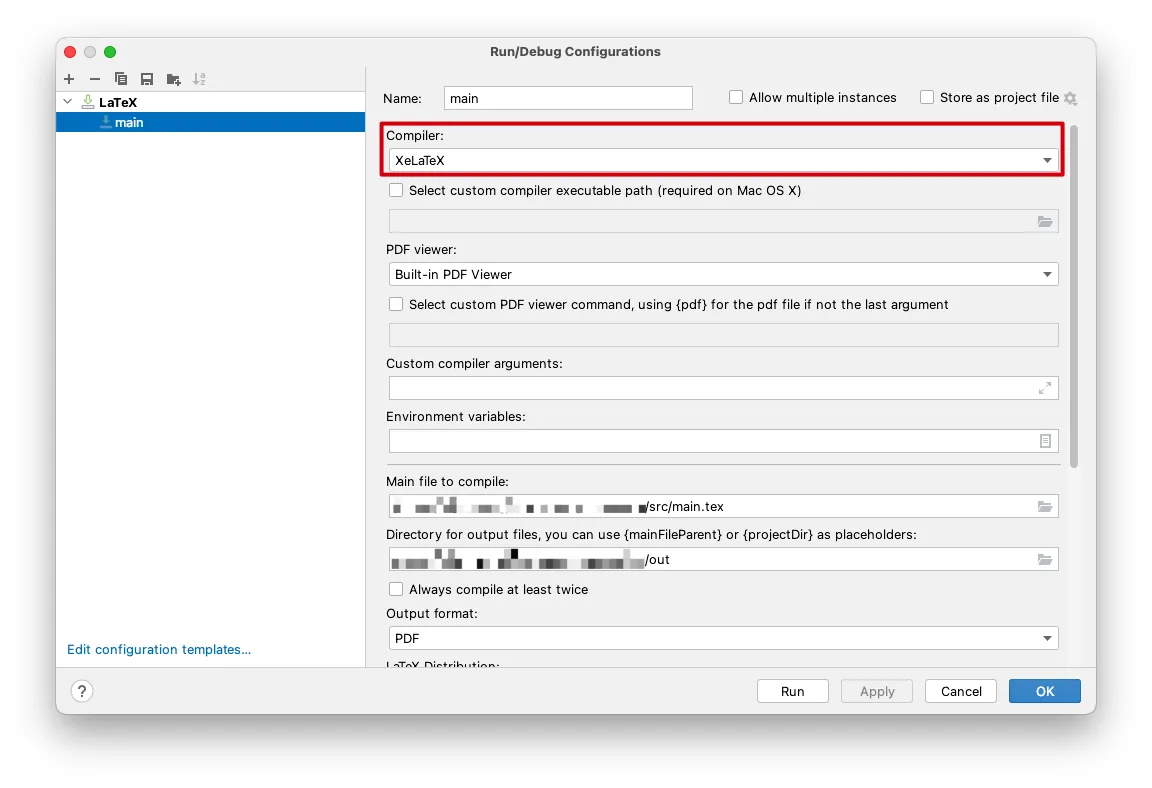 Run/Debug Configurations
LaTeX
main
Edit configuration templates...
Name: main
Allow multiple instances
Store as project file
Compiler:
XeLaTeX
Select custom compiler executable path (required on Mac OS X)
PDF viewer:
Built-in PDF Viewer
Select custom PDF viewer command, using {pdf} for the pdf file if not the last argument
Custom compiler arguments:
Environment variables:
Main file to compile:
/src/main.tex
Directory for output files, you can use {mainFileParent} or {projectDir} as placeholders:
/out
Always compile at least twice
Output format:
PDF
LaTeX Distribution:
?
Run
Apply
Cancel
OK